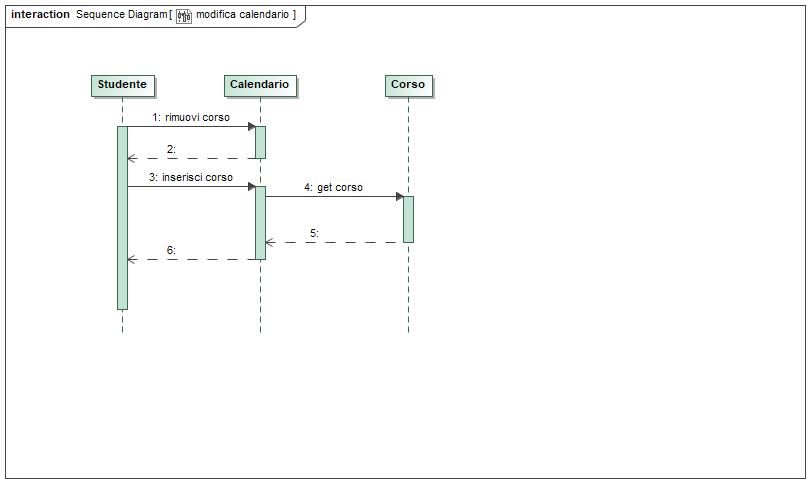 interaction Sequence Diagram [ modifica calendario ]
Studente
Calendario
Corso
1: rimuovi corso
2:
3: inserisci corso
4: get corso
5:
6: